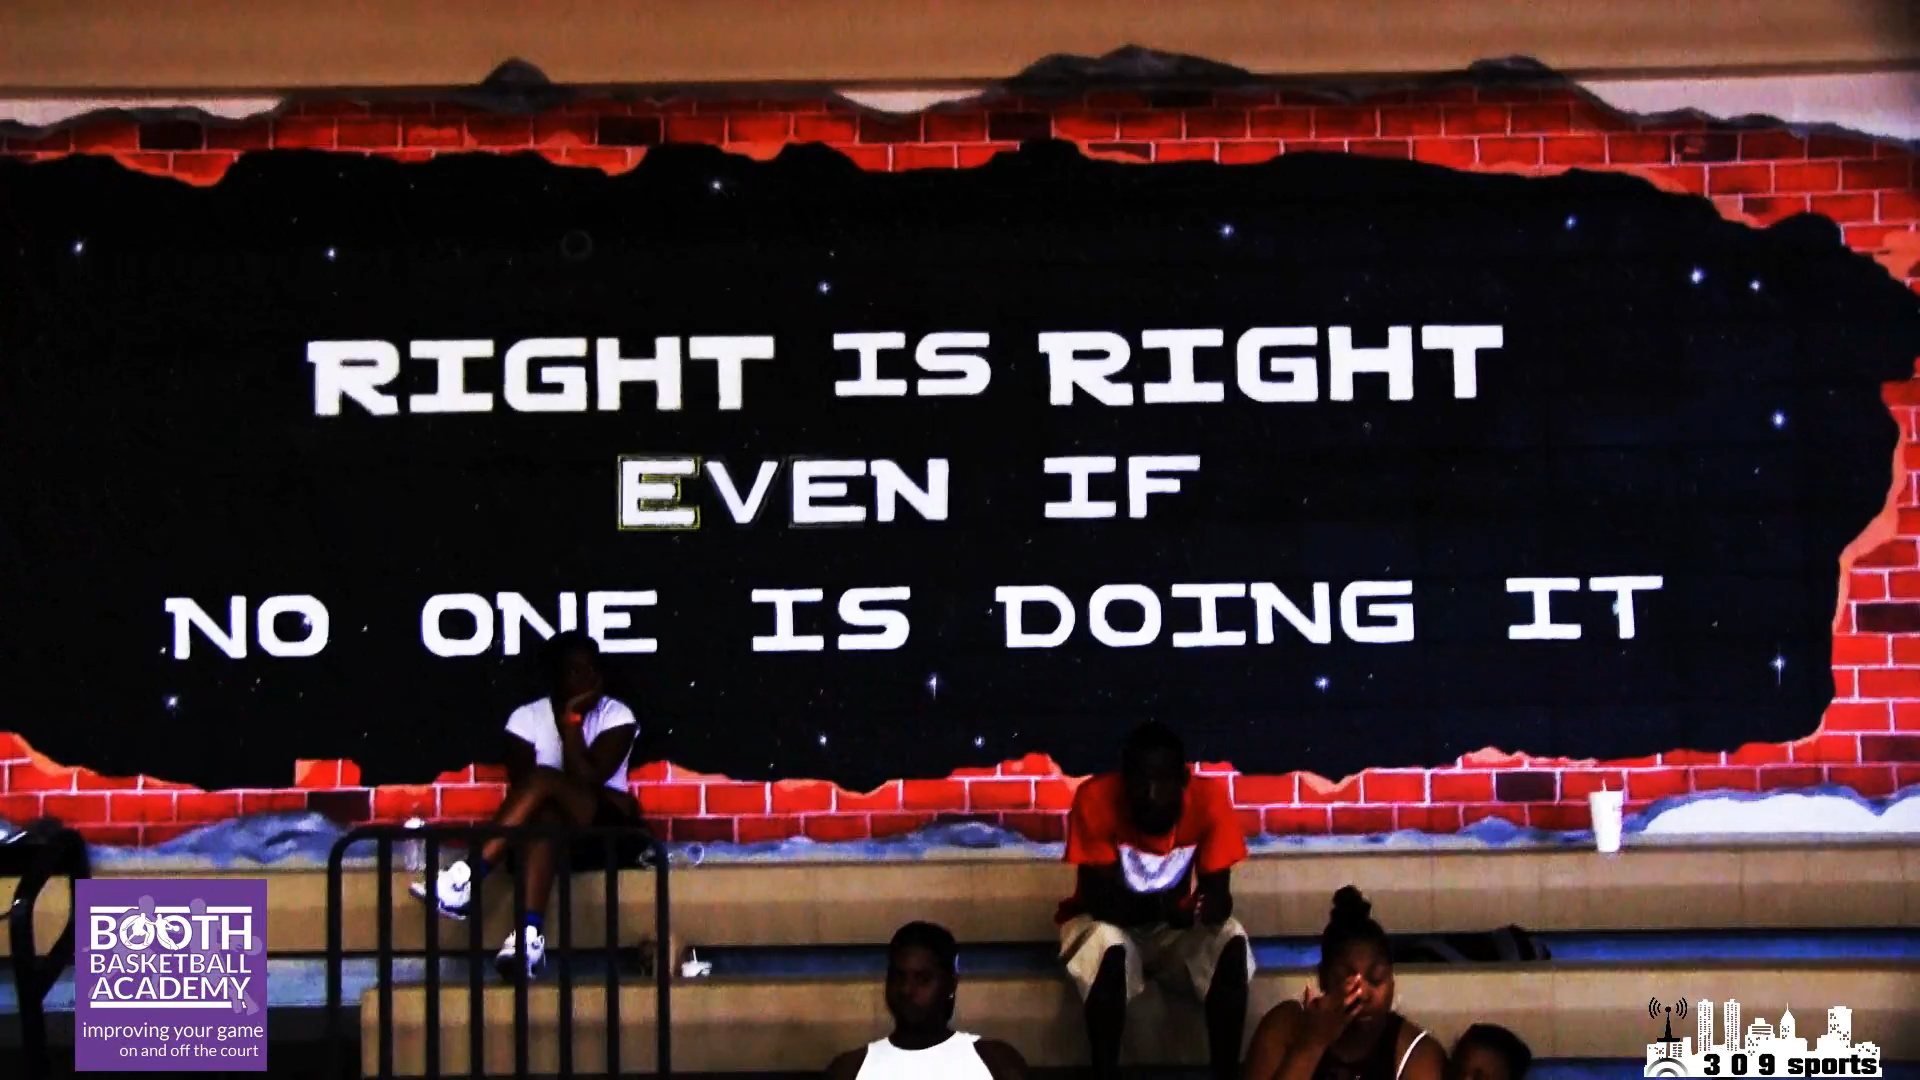 RIGHT IS RIGHT
EVEN IF
NO ONE IS DOING IT
BOOTH
BASKETBALL
ACADEMY
improving your game
on and off the court
309 sports